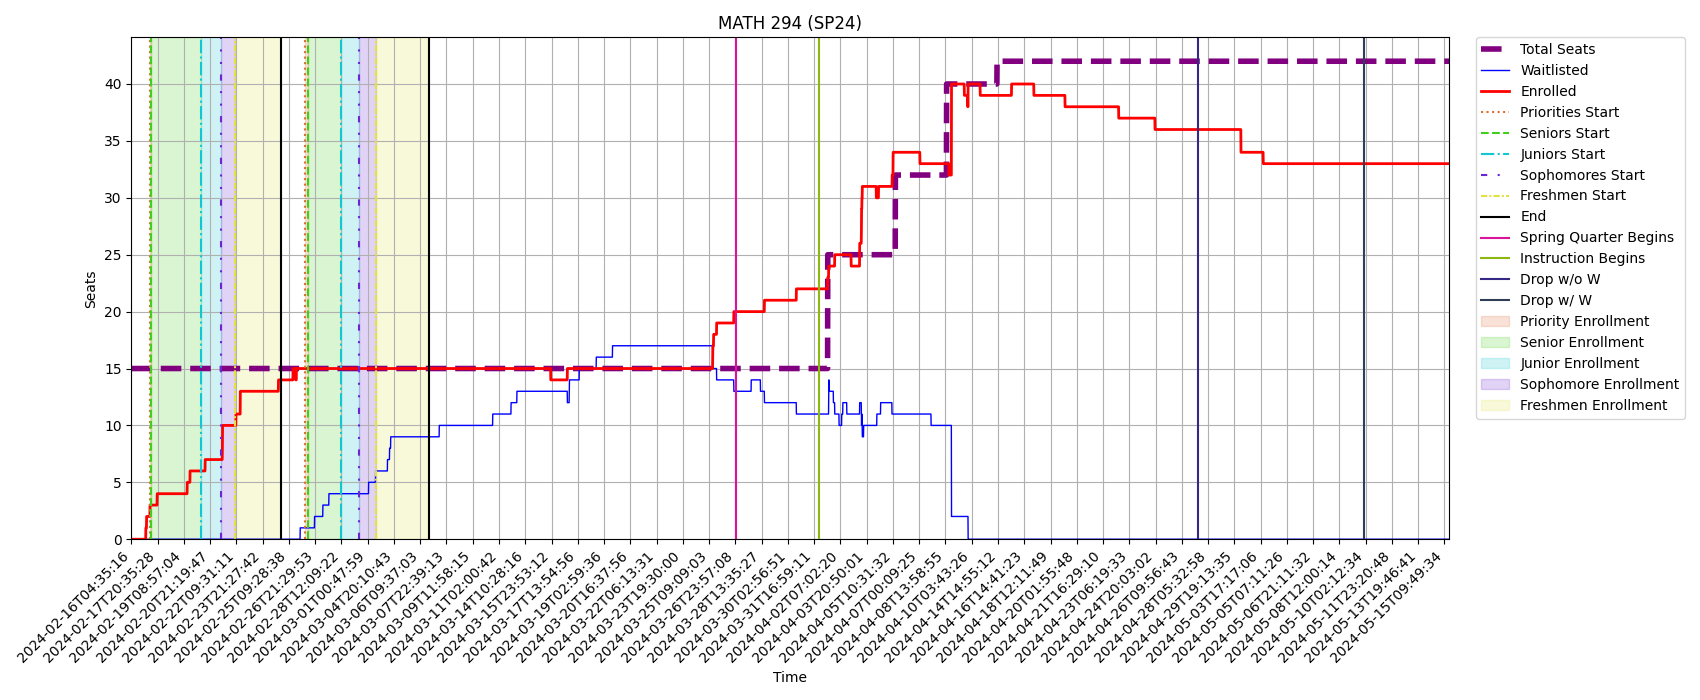 MATH 294 (SP24)
Seats
40
35
30
25
20
15
10
5
0
2024-02-16T04:35:16
2024-02-17T20:35:28
2024-02-19T08:57:04
2024-02-20T21:19:47
2024-02-22T09:31:11
2024-02-23T21:27:42
2024-02-25T09:28:38
2024-02-26T21:29:53
2024-02-28T12:09:22
2024-03-01T00:47:59
2024-03-04T20:10:43
2024-03-06T09:37:03
2024-03-07T22:39:13
2024-03-11T11:58:15
2024-03-12T02:00:42
2024-03-14T10:28:16
2024-03-15T23:53:12
2024-03-17T13:54:56
2024-03-19T02:59:36
2024-03-20T16:37:56
2024-03-22T06:13:31
2024-03-23T19:30:00
2024-03-25T09:09:03
2024-03-26T23:57:08
2024-03-28T13:35:27
2024-03-30T02:56:51
2024-03-31T16:59:11
2024-04-02T07:02:20
2024-04-03T20:50:01
2024-04-05T10:31:32
2024-04-07T00:09:25
2024-04-08T13:58:55
2024-04-10T03:43:26
2024-04-14T14:55:12
2024-04-16T14:41:23
2024-04-18T12:11:49
2024-04-20T01:55:48
2024-04-21T16:29:10
2024-04-23T06:19:33
2024-04-24T20:03:02
2024-04-26T09:56:43
2024-04-28T05:32:58
2024-04-29T19:13:35
2024-05-03T17:17:06
2024-05-05T07:11:26
2024-05-06T21:11:32
2024-05-08T12:00:14
2024-05-10T02:12:34
2024-05-11T23:20:48
2024-05-13T19:46:41
2024-05-15T09:49:34
Time
Total Seats
Waitlisted
Enrolled
Priorities Start
Seniors Start
Juniors Start
Sophomores Start
Freshmen Start
End
Spring Quarter Begins
Instruction Begins
Drop w/o W
Drop w/ W
Priority Enrollment
Senior Enrollment
Junior Enrollment
Sophomore Enrollment
Freshmen Enrollment